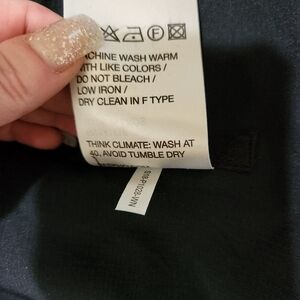 MACHINE WASH WARM
WITH LIKE COLORS /
DO NOT BLEACH /
LOW IRON /
DRY CLEAN IN F TYPE
THINK CLIMATE: WASH AT
40. AVOID TUMBLE DRY